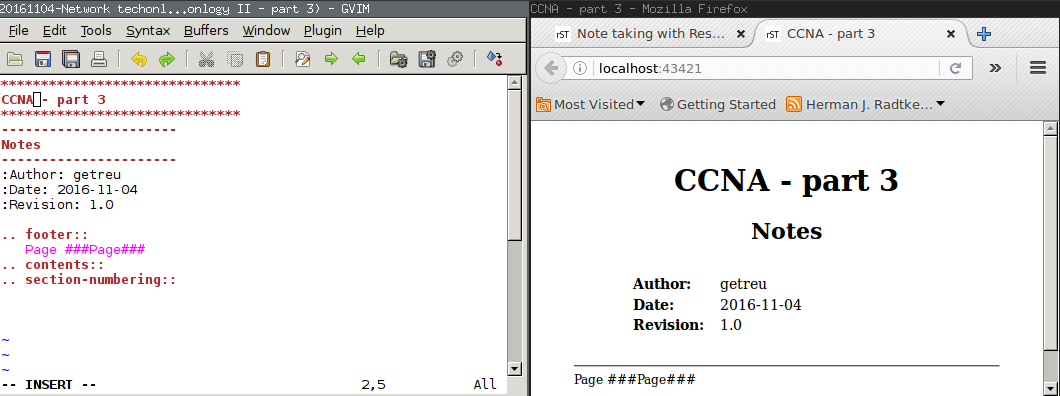 20161104-Network techonl...onlogy II - part 3) - GVIM
File Edit Tools Syntax Buffers Window Plugin Help
******************************
CCNA - part 3
******************************
----------------------
Notes
----------------------
:Author: getreu
:Date: 2016-11-04
:Revision: 1.0
.. footer::
Page ###Page###
.. contents::
.. section-numbering::
~
~
~
-- INSERT -- 2,5 All
CCNA - part 3 - Mozilla Firefox
rST Note taking with Res... rST CCNA - part 3
localhost:43421
Most Visited Getting Started Herman J. Radtke...
CCNA - part 3
Notes
Author: getreu
Date: 2016-11-04
Revision: 1.0
Page ###Page###